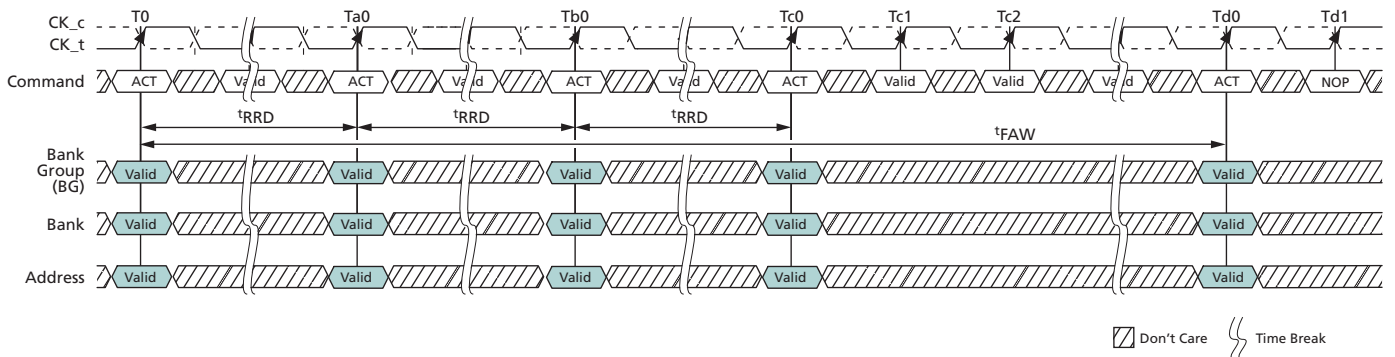 T0 Ta0 Tb0 Tc0 Tc1 Tc2 Td0 Td1
CK_c
CK_t
Command ACT Valid ACT Valid ACT Valid ACT Valid Valid Valid ACT NOP
tRRD tRRD tRRD
tFAW
Bank
Group
(BG)
Valid Valid Valid Valid Valid
Bank Valid Valid Valid Valid Valid
Address Valid Valid Valid Valid Valid
Don't Care Time Break